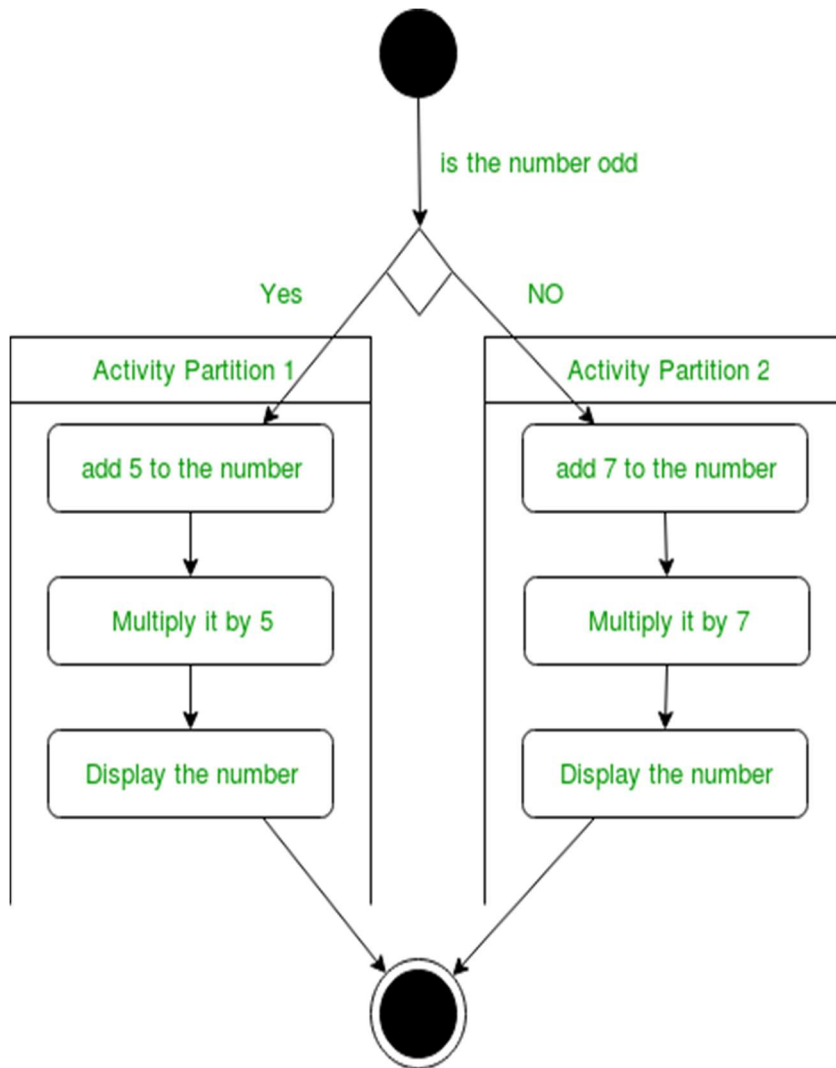 is the number odd
Yes
NO
Activity Partition 1
Activity Partition 2
add 5 to the number
add 7 to the number
Multiply it by 5
Multiply it by 7
Display the number
Display the number